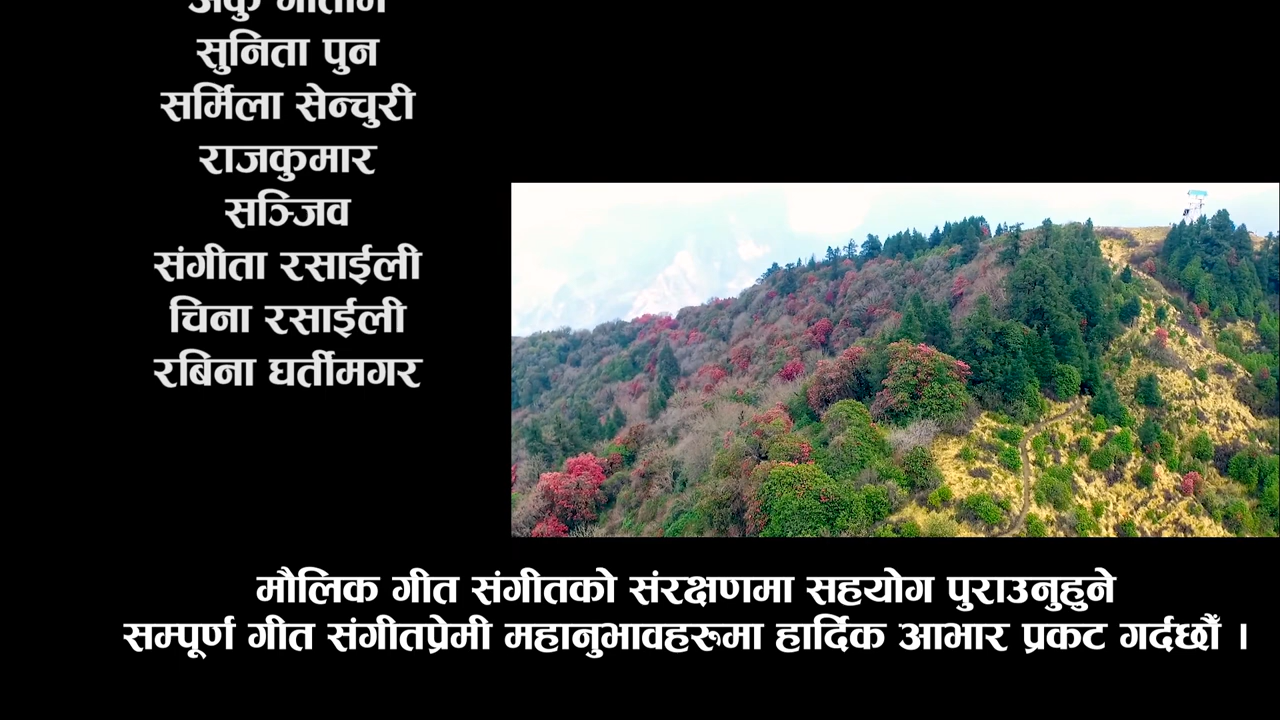 सुनिता पुन
सर्मिला सेन्चुरी
राजकुमार
सञ्जिव
संगीता रसाईली
चिना रसाईली
रबिना घर्तीमगर
मौलिक गीत संगीतको संरक्षणमा सहयोग पुराउनुहुने
सम्पूर्ण गीत संगीतप्रेमी महानुभावहरुमा हार्दिक आभार प्रकट गर्दछौं ।